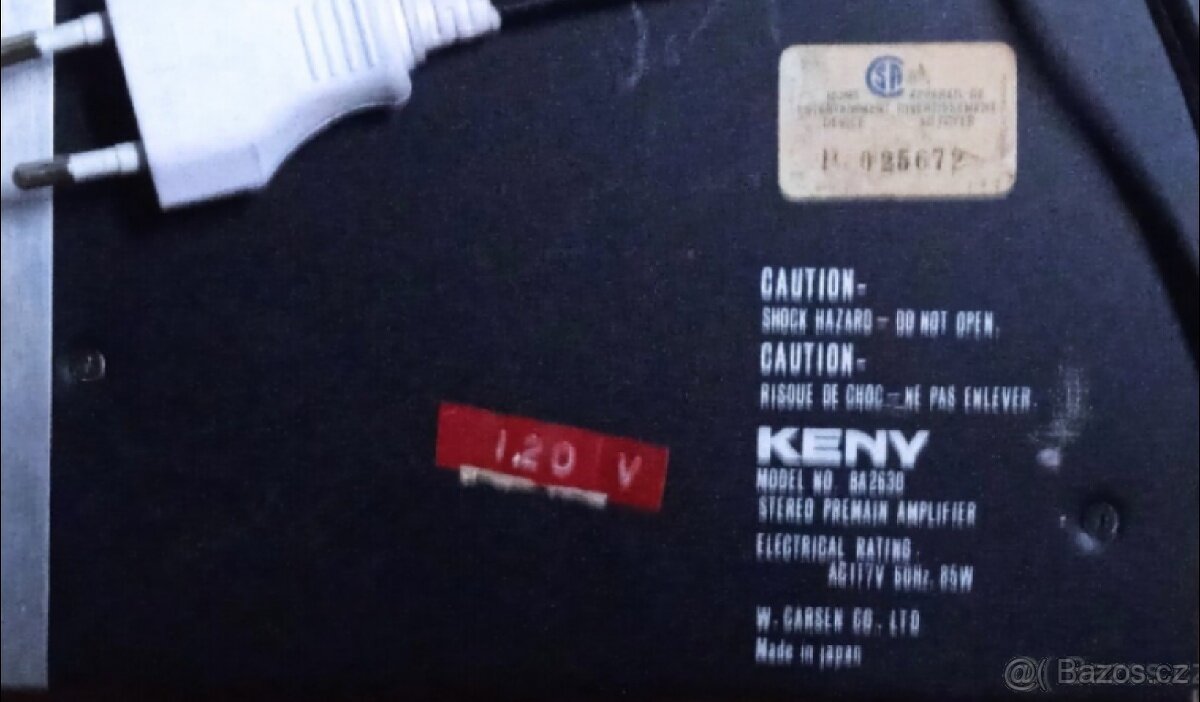 025672
CAUTION-
SHOCK HAZARD - DO NOT OPEN.
CAUTION-
RISQUE DE CHOC - NE PAS ENLEVER.
120 V
KENY
MODEL NO.
STEREO PREMAIN AMPLIFIER
ELECTRICAL RATING.
AC117V 60Hz. 85W
W. CARSEN CO., LTD
Made in japan
Bazos.cz